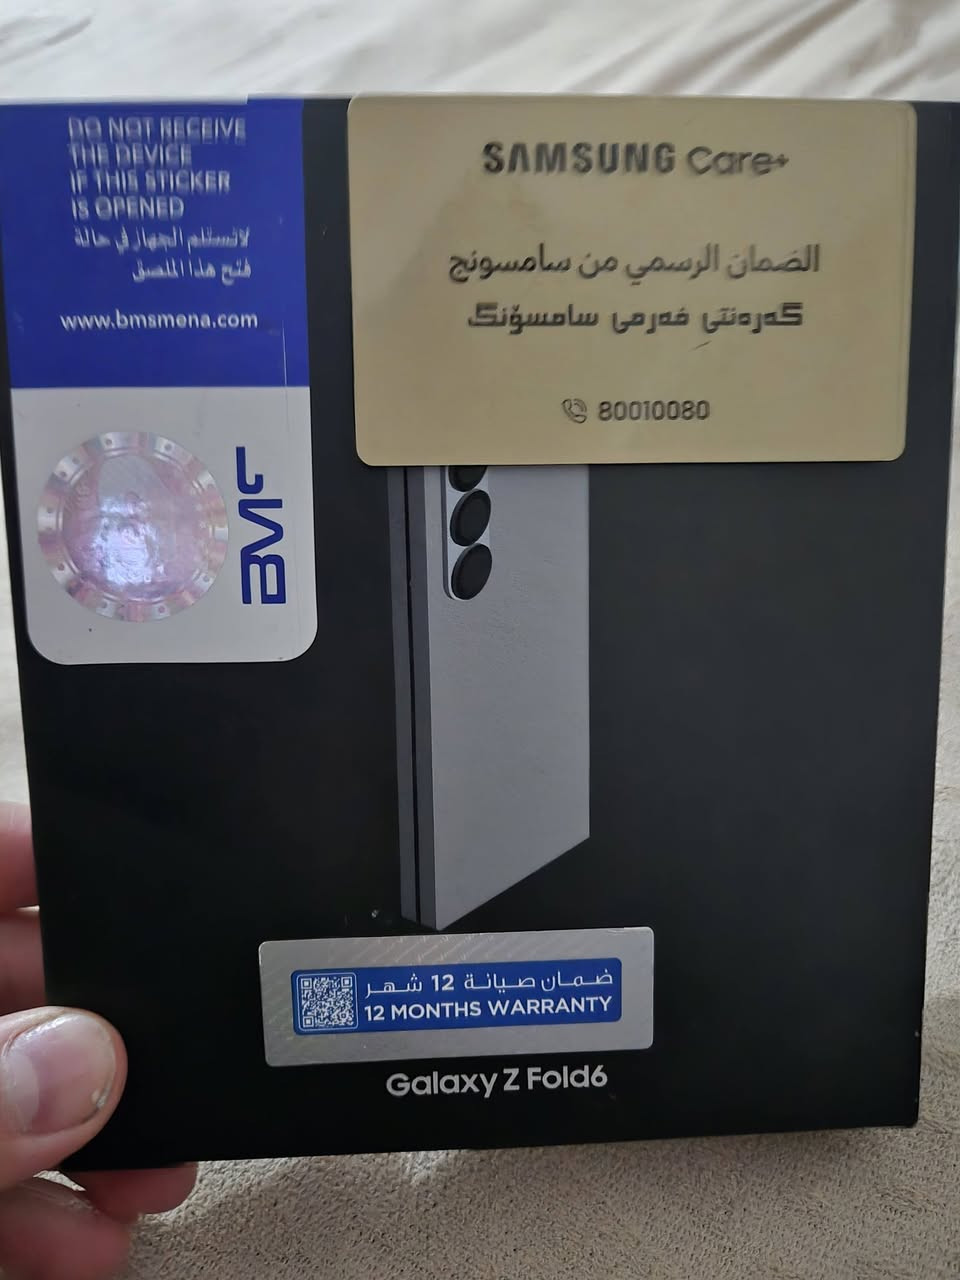 DO NOT RECEIVE
THE DEVICE
IF THIS STICKER
IS OPENED
لاتستلم الجهاز في حالة
فتح هذا الملصق
www.bmsmena.com
BMS
SAMSUNG Care+
الضمان الرسمي من سامسونج
گەرەنتیِ فەرمی سامسۆنگ
80010080
ضمان صيانة 12 شهر
12 MONTHS WARRANTY
Galaxy Z Fold6